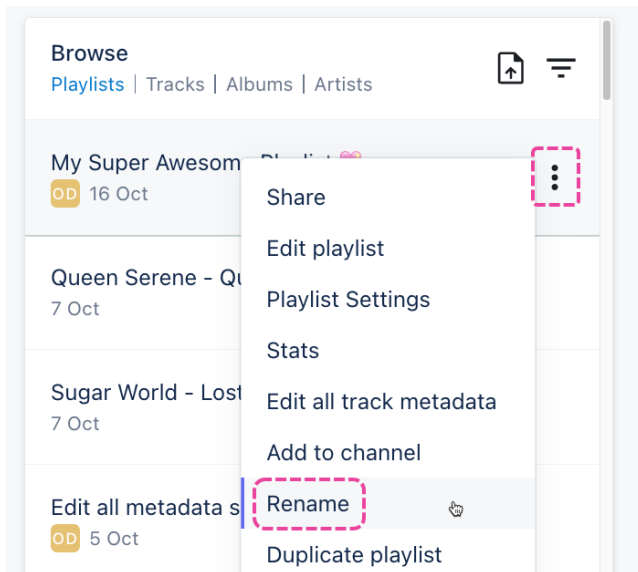 Browse
Playlists | Tracks | Albums | Artists
My Super Awesom
OD 16 Oct
Queen Serene - Qu
7 Oct
Sugar World - Lost
7 Oct
Edit all metadata s
OD 5 Oct
Share
Edit playlist
Playlist Settings
Stats
Edit all track metadata
Add to channel
Rename
Duplicate playlist